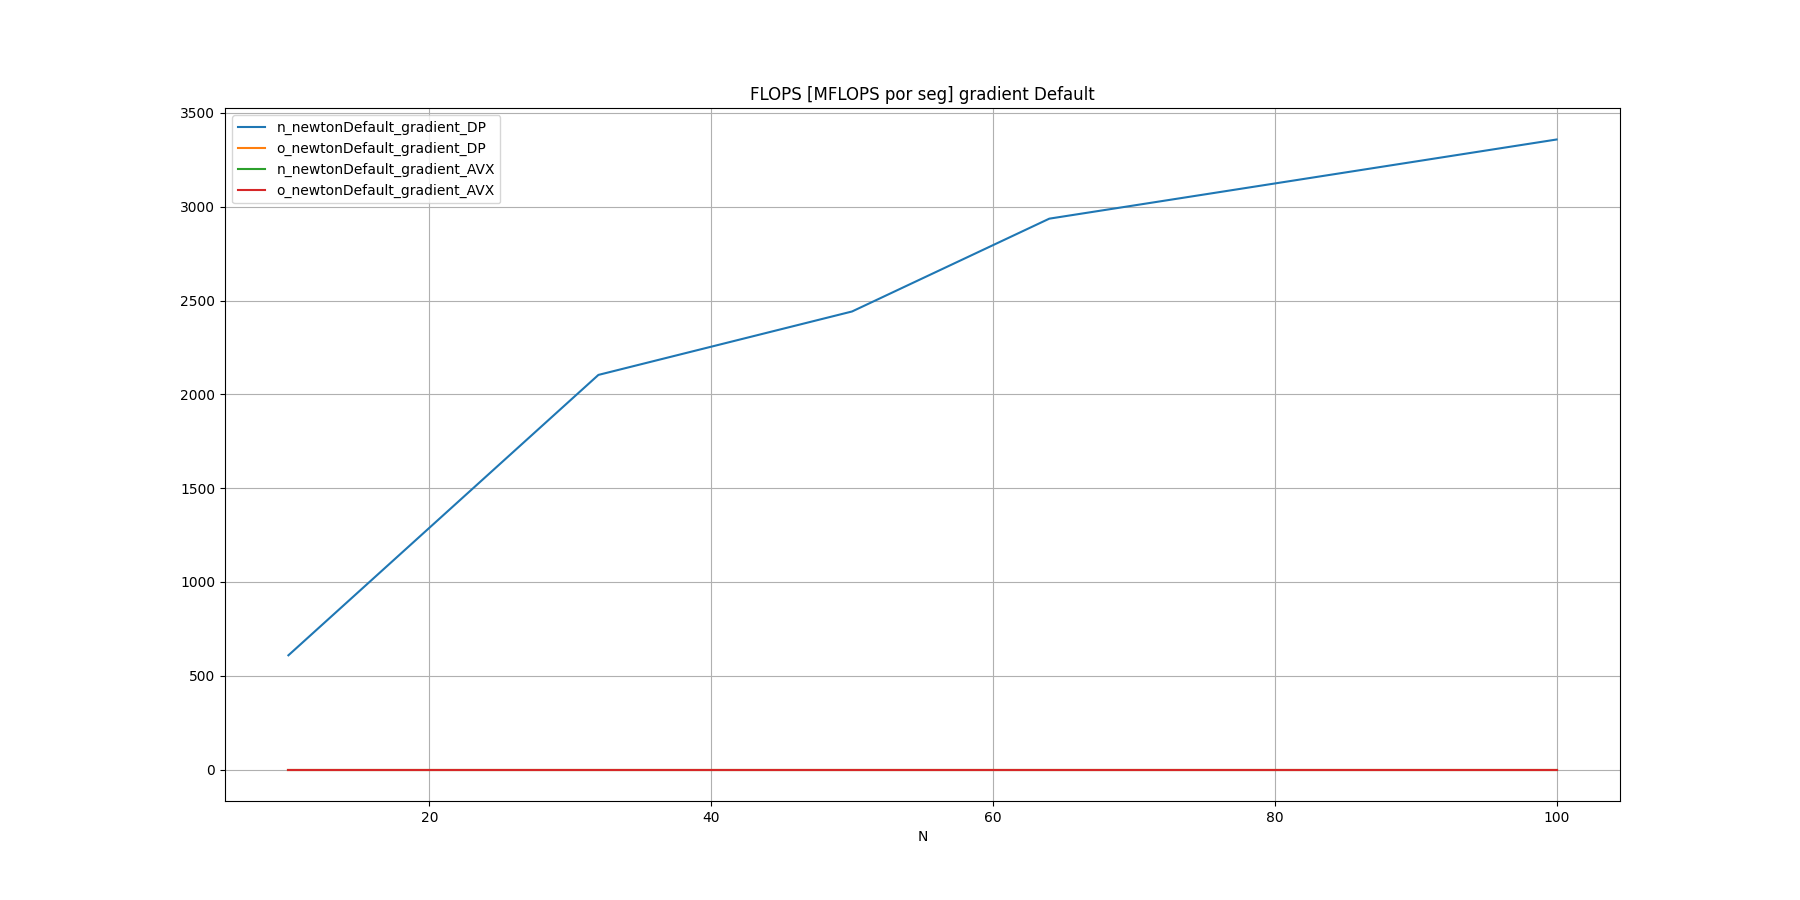 FLOPS [MFLOPS por seg] gradient Default
n_newtonDefault_gradient_DP
o_newtonDefault_gradient_DP
n_newtonDefault_gradient_AVX
o_newtonDefault_gradient_AVX
3500
3000
2500
2000
1500
1000
500
0
20 40 60 80 100
N